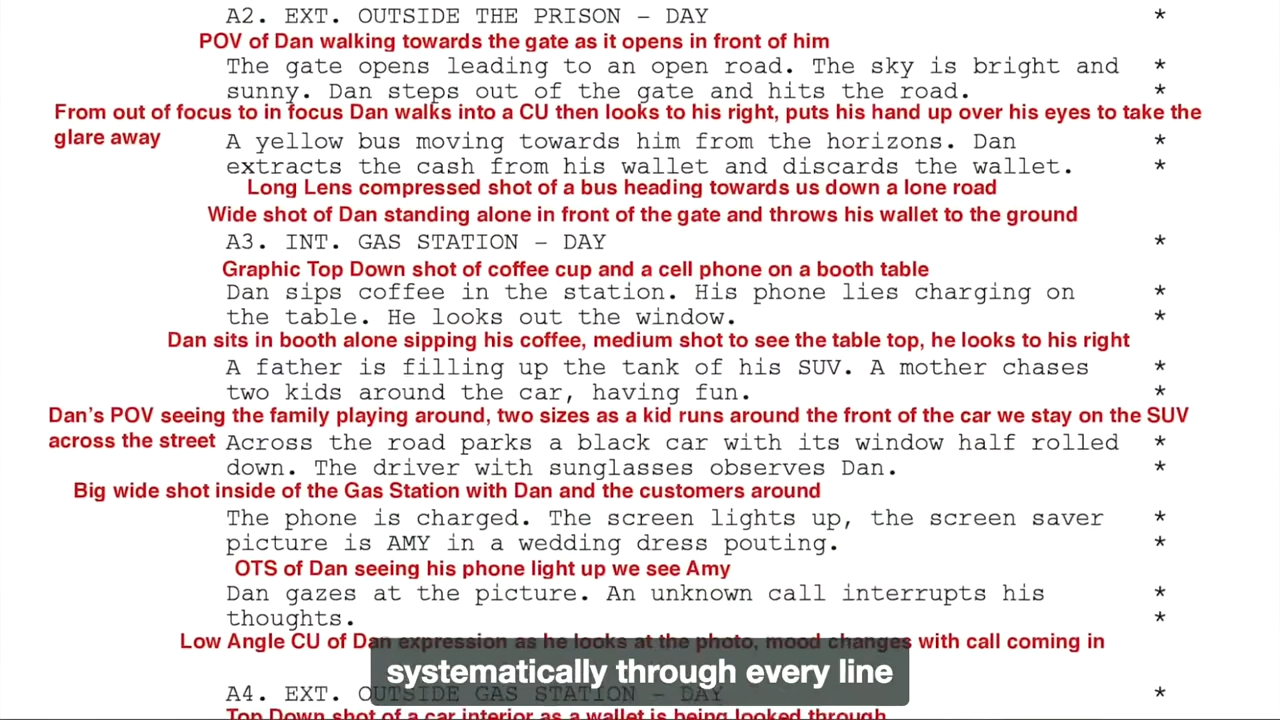 A2. EXT. OUTSIDE THE PRISON – DAY *
POV of Dan walking towards the gate as it opens in front of him
The gate opens leading to an open road. The sky is bright and *
sunny. Dan steps out of the gate and hits the road. *
From out of focus to in focus Dan walks into a CU then looks to his right, puts his hand up over his eyes to take the
glare away
A yellow bus moving towards him from the horizons. Dan *
extracts the cash from his wallet and discards the wallet. *
Long Lens compressed shot of a bus heading towards us down a lone road
Wide shot of Dan standing alone in front of the gate and throws his wallet to the ground
A3. INT. GAS STATION – DAY *
Graphic Top Down shot of coffee cup and a cell phone on a booth table
Dan sips coffee in the station. His phone lies charging on *
the table. He looks out the window. *
Dan sits in booth alone sipping his coffee, medium shot to see the table top, he looks to his right
A father is filling up the tank of his SUV. A mother chases *
two kids around the car, having fun. *
Dan's POV seeing the family playing around, two sizes as a kid runs around the front of the car we stay on the SUV
across the street
Across the road parks a black car with its window half rolled *
down. The driver with sunglasses observes Dan. *
Big wide shot inside of the Gas Station with Dan and the customers around
The phone is charged. The screen lights up, the screen saver *
picture is AMY in a wedding dress pouting. *
OTS of Dan seeing his phone light up we see Amy
Dan gazes at the picture. An unknown call interrupts his *
thoughts. *
Low Angle CU of Dan expression as he looks at the photo, mood changes with call coming in
systematically through every line
A4. EXT. OUTSIDE GAS STATION – DAY *
Top Down shot of a car interior as a wallet is being looked through